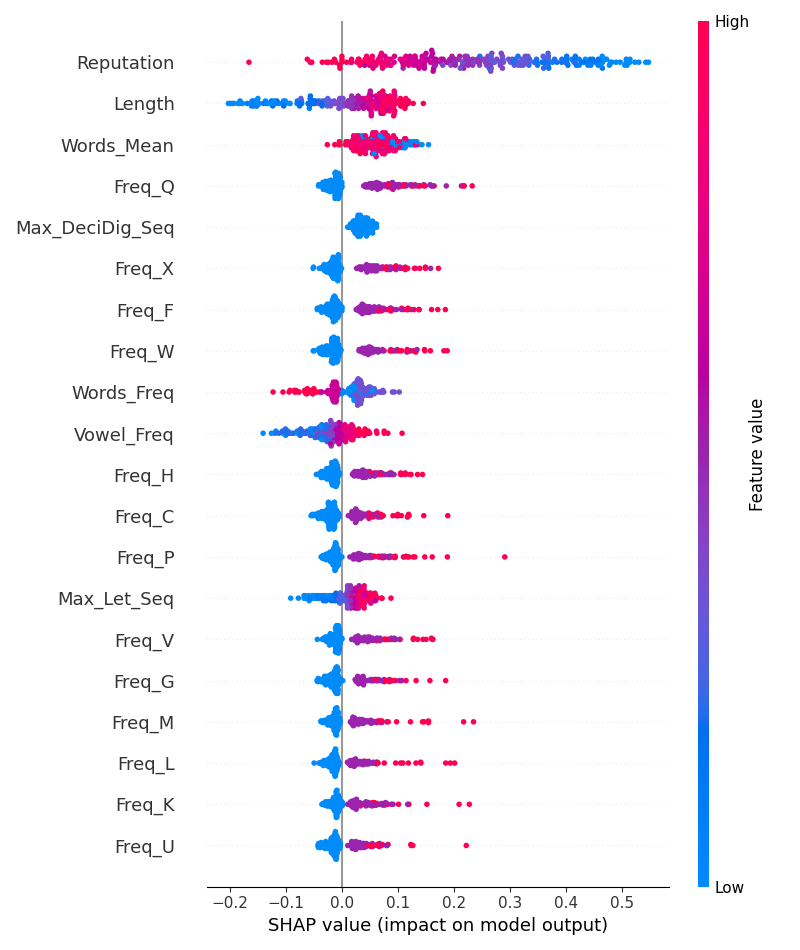 High
Reputation
Length
Words_Mean
Freq_Q
Max_DeciDig_Seq
Freq_X
Freq_F
Freq_W
Words_Freq
Vowel_Freq
Freq_H
Freq_C
Freq_P
Max_Let_Seq
Freq_V
Freq_G
Freq_M
Freq_L
Freq_K
Freq_U
Feature value
Low
−0.2 −0.1 0.0 0.1 0.2 0.3 0.4 0.5
SHAP value (impact on model output)